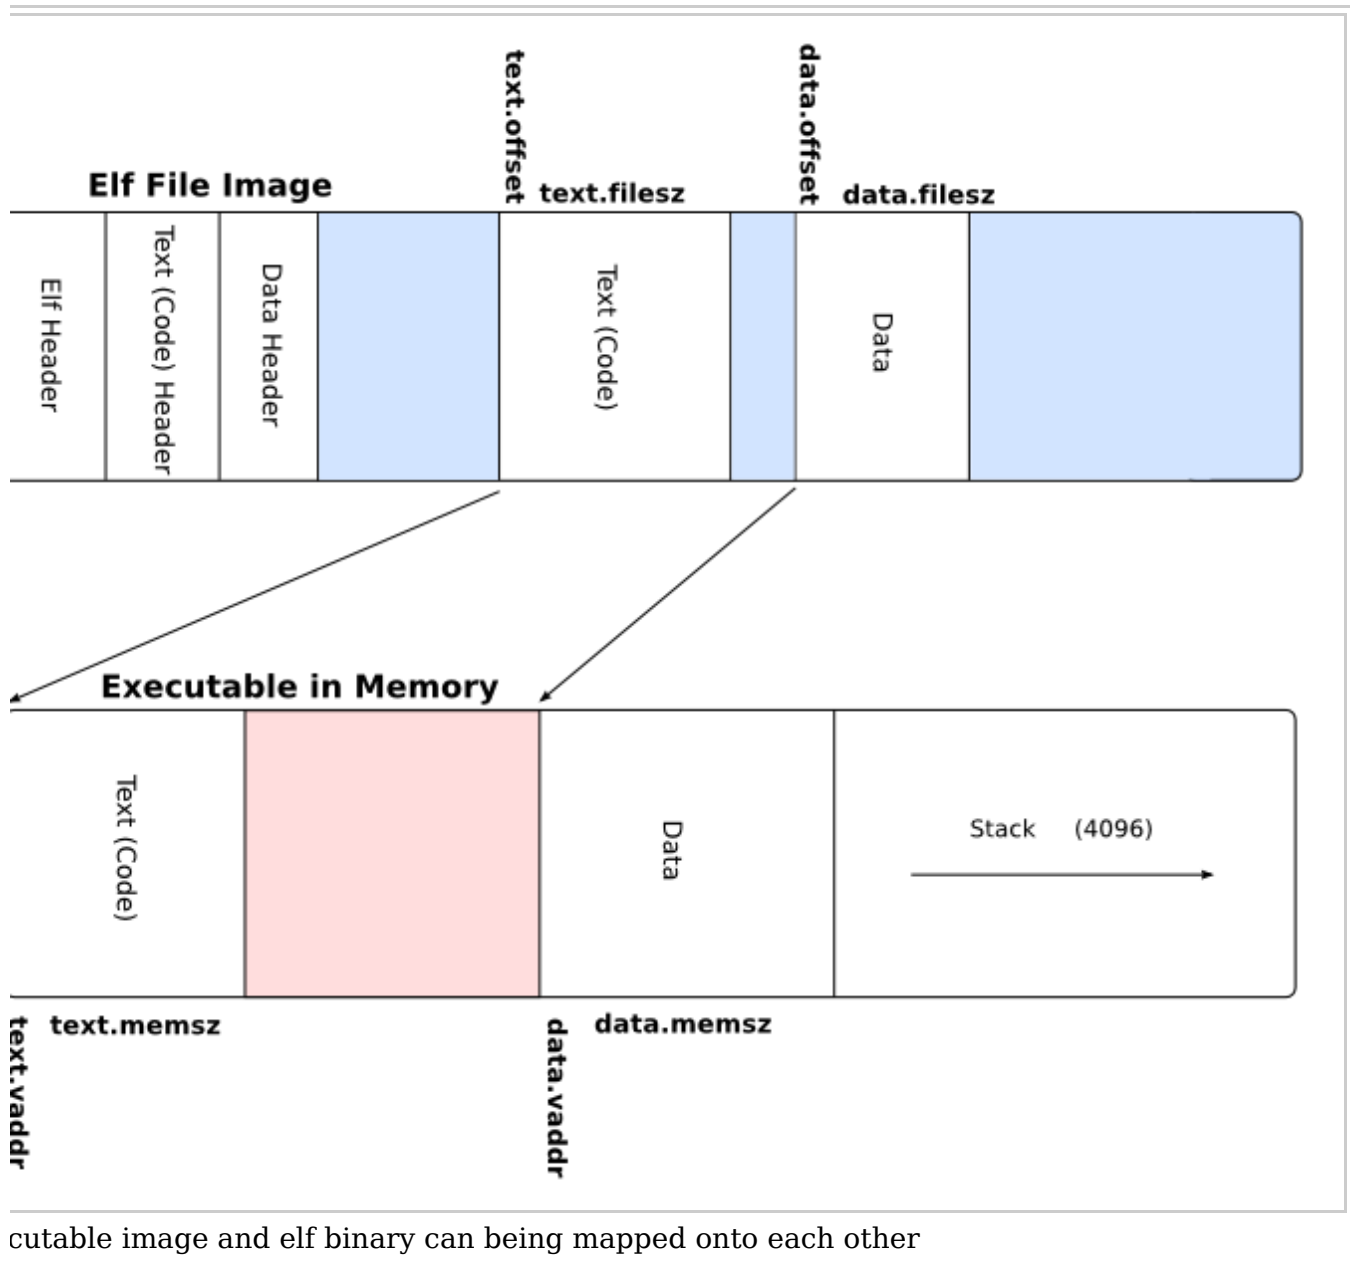 text.offset
data.offset
Elf File Image
text.filesz
data.filesz
Elf Header
Text (Code) Header
Data Header
Text (Code)
Data
Executable in Memory
Text (Code)
Data
Stack (4096)
text.memsz
data.memsz
text.vaddr
data.vaddr
cutable image and elf binary can being mapped onto each other